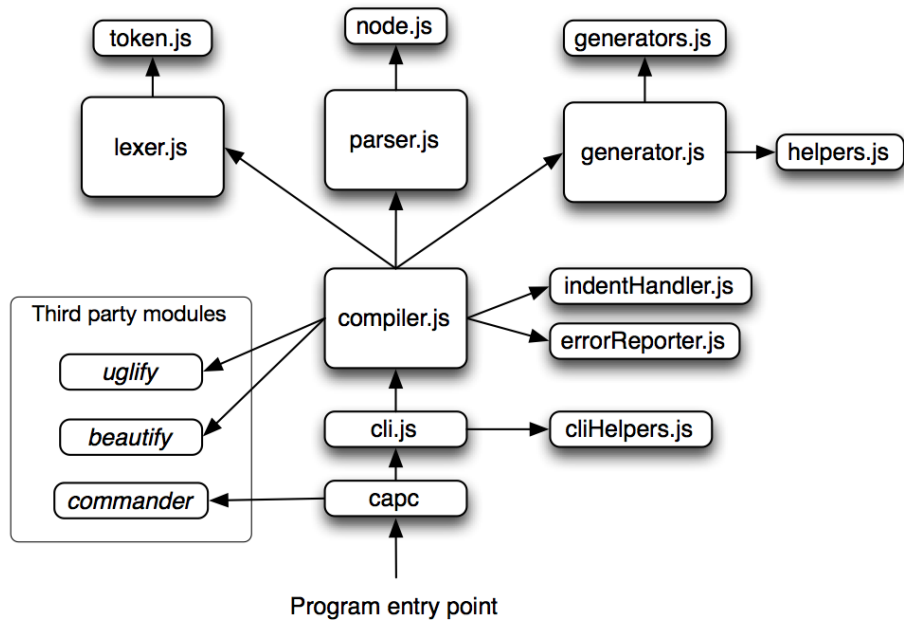 token.js
node.js
generators.js
lexer.js
parser.js
generator.js
helpers.js
Third party modules
compiler.js
indentHandler.js
errorReporter.js
uglify
beautify
cli.js
cliHelpers.js
commander
capc
Program entry point